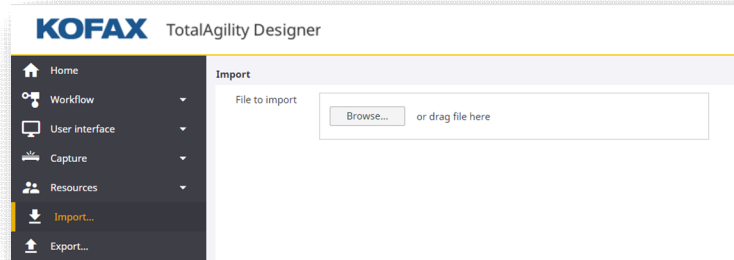 KOFAX TotalAgility Designer
Home
Workflow
User interface
Capture
Resources
Import...
Export...
Import
File to import
Browse... or drag file here